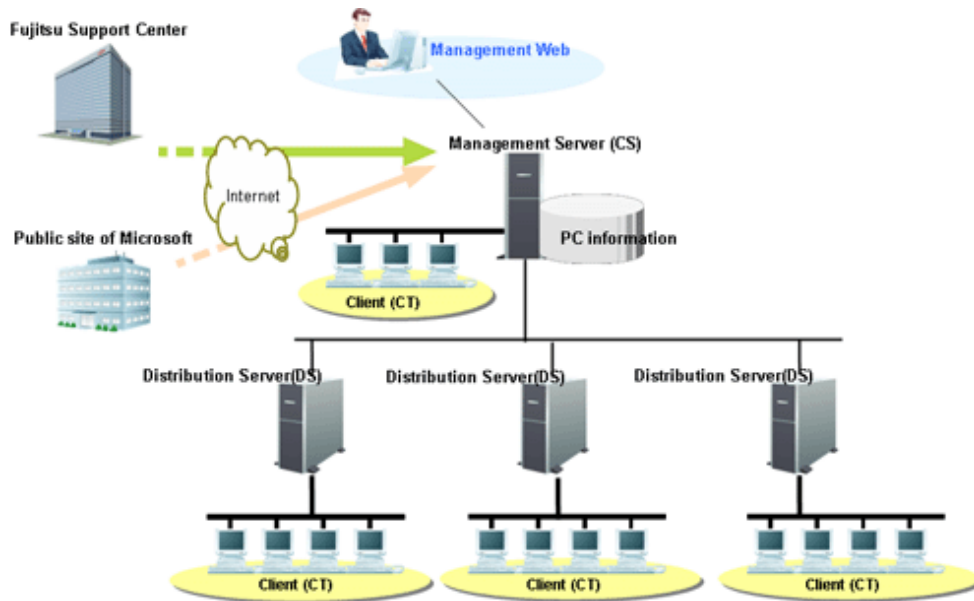 Fujitsu Support Center
Management Web
Management Server (CS)
Internet
Public site of Microsoft
PC information
Client (CT)
Distribution Server(DS)
Distribution Server(DS)
Distribution Server(DS)
Client (CT)
Client (CT)
Client (CT)